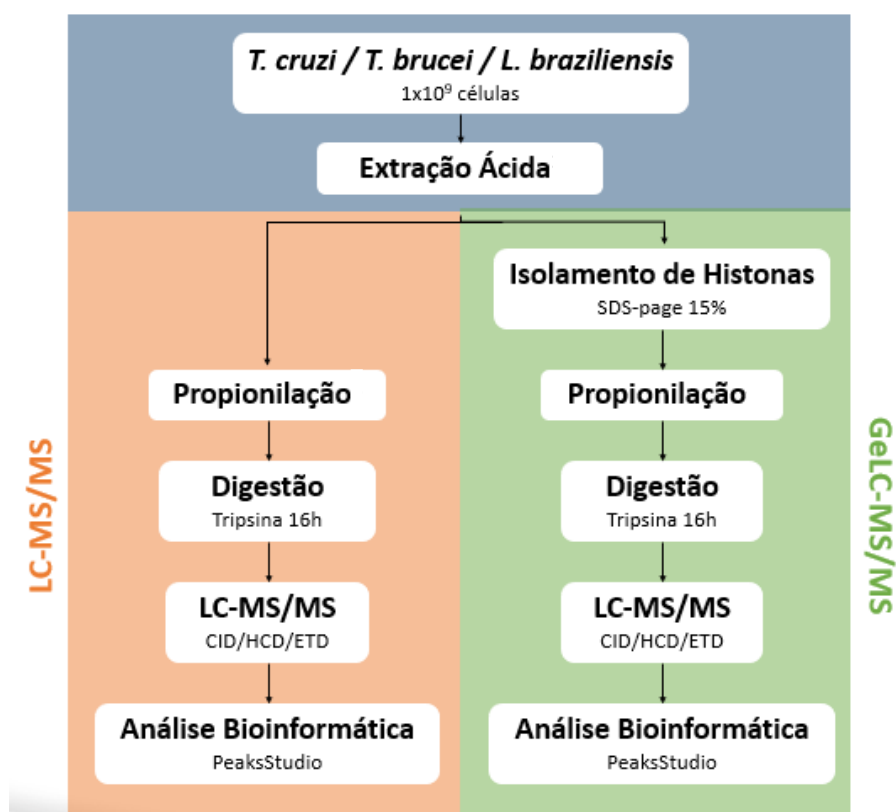 T. cruzi / T. brucei / L. braziliensis
1x10⁹ células
Extração Ácida
LC-MS/MS
Propionilação
Digestão
Tripsina 16h
LC-MS/MS
CID/HCD/ETD
Análise Bioinformática
PeaksStudio
Isolamento de Histonas
SDS-page 15%
Propionilação
Digestão
Tripsina 16h
LC-MS/MS
CID/HCD/ETD
Análise Bioinformática
PeaksStudio
GeLC-MS/MS